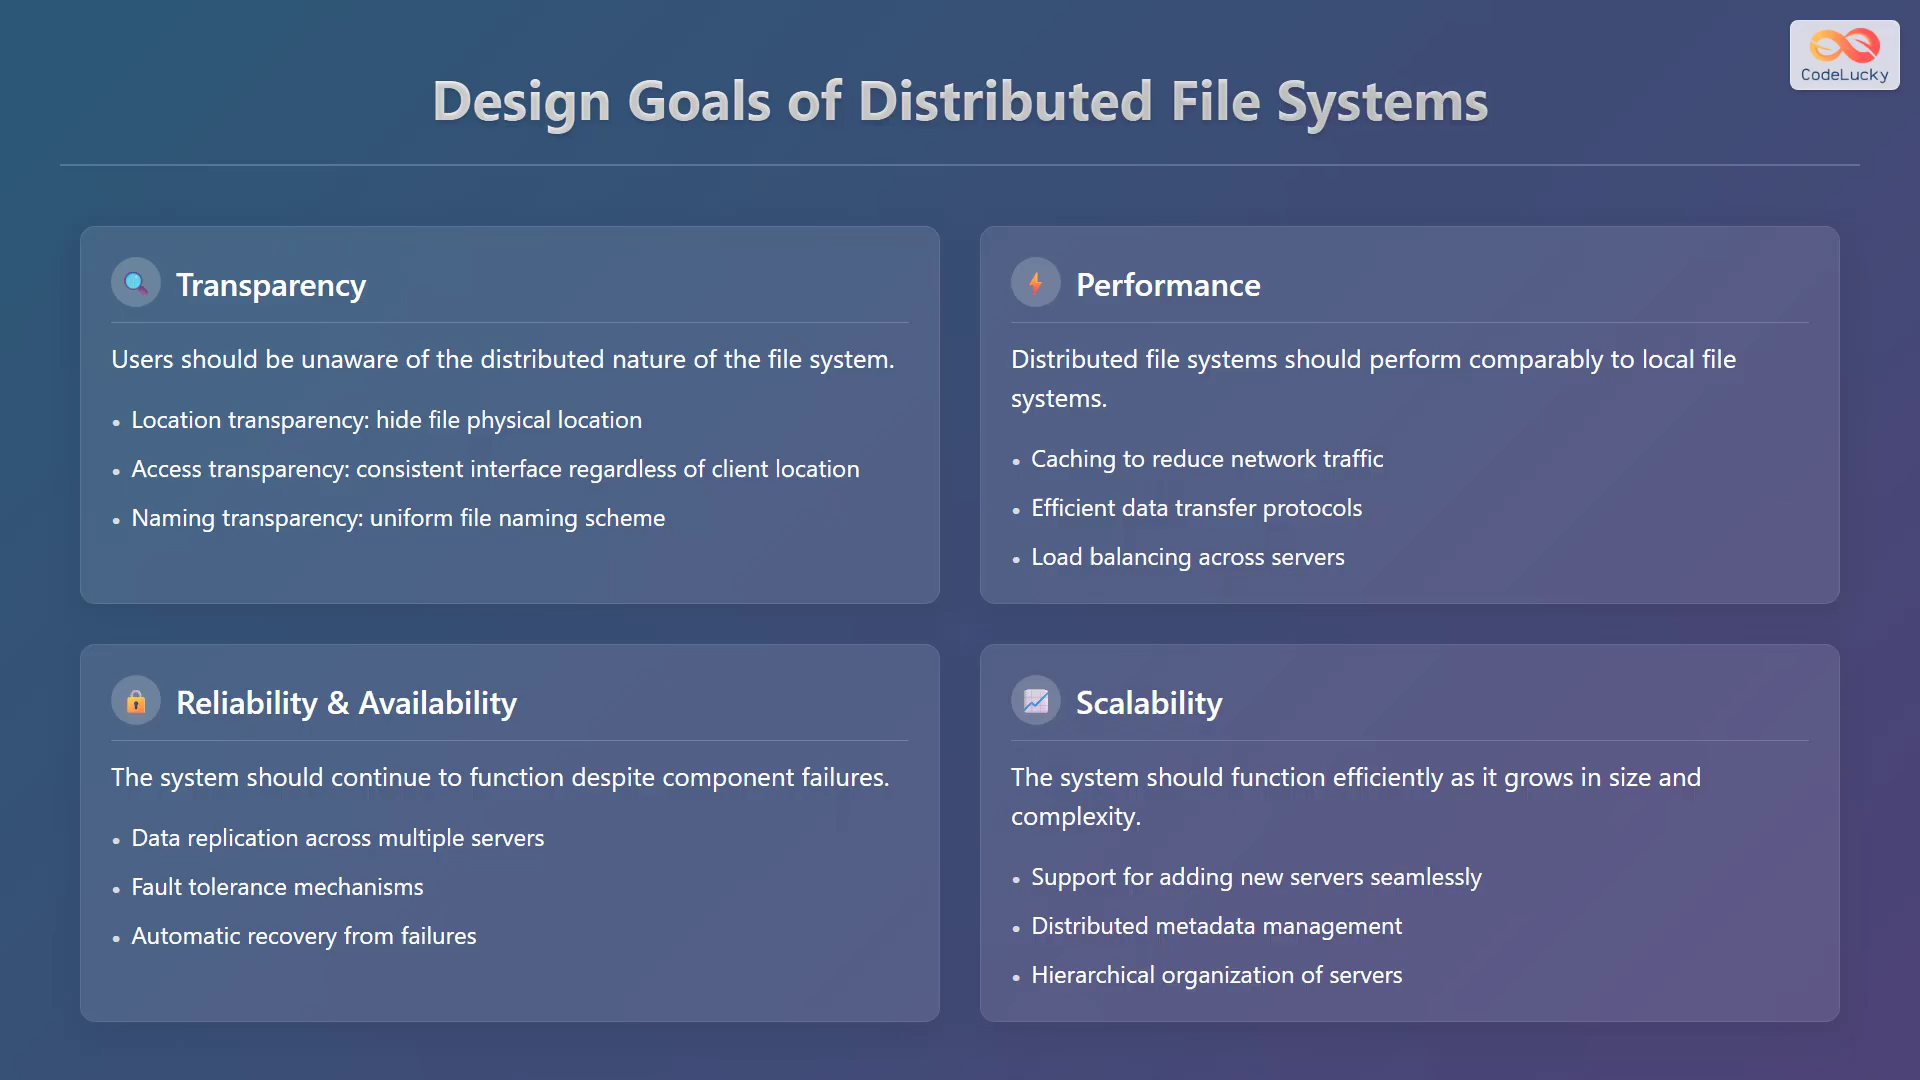 CodeLucky
Design Goals of Distributed File Systems
Transparency
Users should be unaware of the distributed nature of the file system.
• Location transparency: hide file physical location
• Access transparency: consistent interface regardless of client location
• Naming transparency: uniform file naming scheme
Performance
Distributed file systems should perform comparably to local file
systems.
• Caching to reduce network traffic
• Efficient data transfer protocols
• Load balancing across servers
Reliability & Availability
The system should continue to function despite component failures.
• Data replication across multiple servers
• Fault tolerance mechanisms
• Automatic recovery from failures
Scalability
The system should function efficiently as it grows in size and
complexity.
• Support for adding new servers seamlessly
• Distributed metadata management
• Hierarchical organization of servers